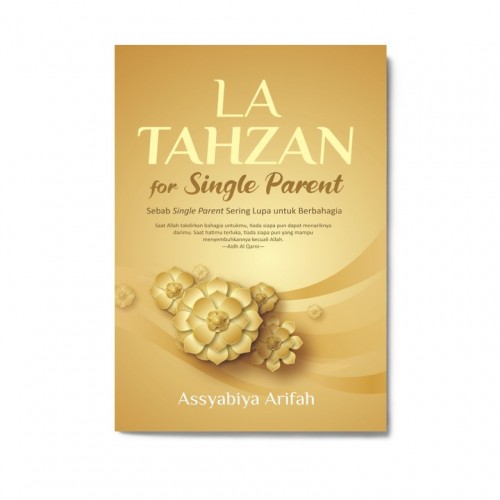 LA
TAHZAN
for Single Parent
Sebab Single Parent Sering Lupa untuk Berbahagia
Saat Allah takdirkan bahagia untukmu, tiada siapa pun dapat menariknya
darimu. Saat hatimu terluka, tiada siapa pun yang mampu
menyembuhkannya kecuali Allah.
—Aidh Al Qarni—
Assyabiya Arifah